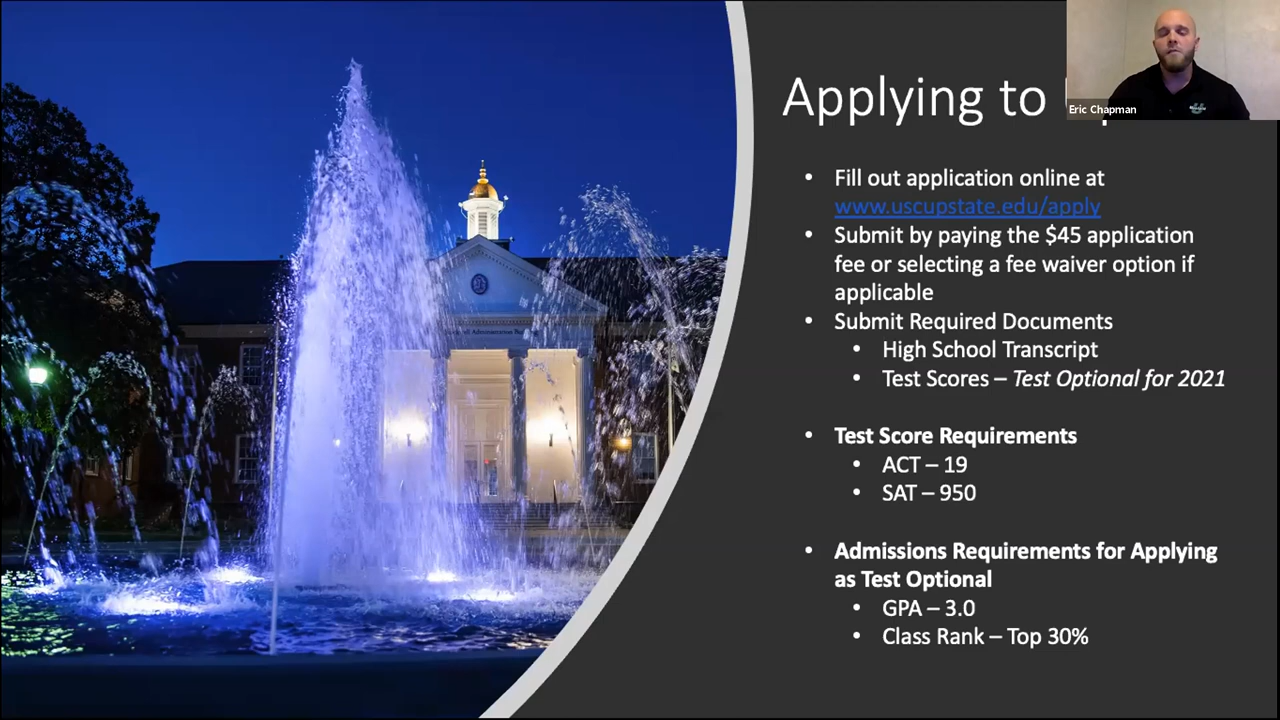 Applying to
Eric Chapman
• Fill out application online at
www.uscupstate.edu/apply
• Submit by paying the $45 application
fee or selecting a fee waiver option if
applicable
• Submit Required Documents
• High School Transcript
• Test Scores – Test Optional for 2021
• Test Score Requirements
• ACT – 19
• SAT – 950
• Admissions Requirements for Applying
as Test Optional
• GPA – 3.0
• Class Rank – Top 30%